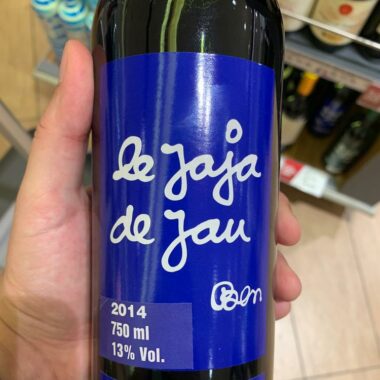 le Jaja
de Jau
Ben
2014
750 ml
13% Vol.